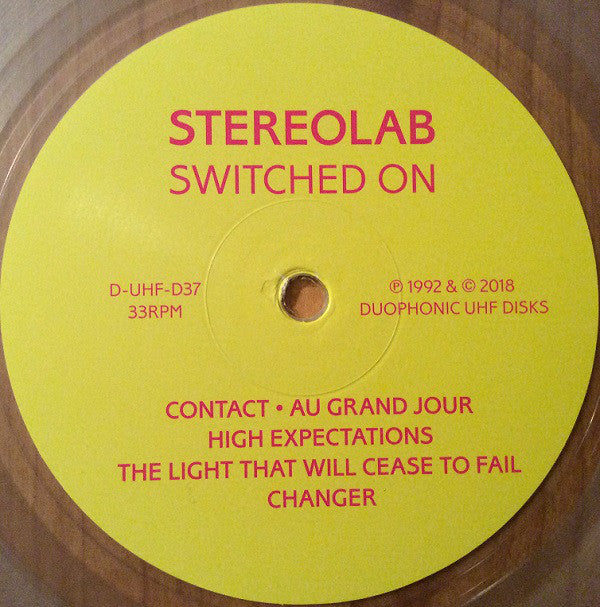 STEREOLAB
SWITCHED ON
D-UHF-D37
33RPM
℗ 1992 & © 2018
DUOPHONIC UHF DISKS
CONTACT • AU GRAND JOUR
HIGH EXPECTATIONS
THE LIGHT THAT WILL CEASE TO FAIL
CHANGER